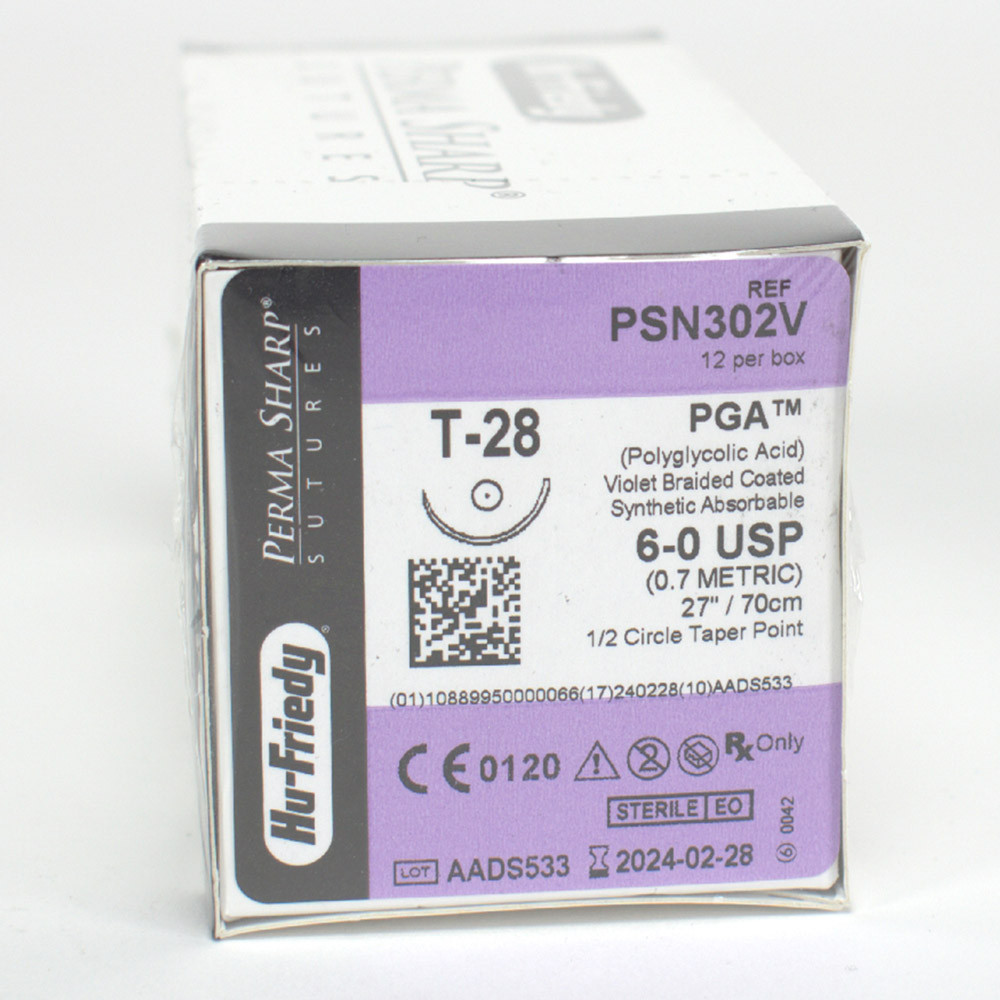 PERMA SHARP®
SUTURES
PERMA SHARP®
SUTURES
Hu-Friedy®
REF
PSN302V
12 per box
T-28
PGA™
(Polyglycolic Acid)
Violet Braided Coated
Synthetic Absorbable
6-0 USP
(0.7 METRIC)
27" / 70cm
1/2 Circle Taper Point
(01)10889950000066(17)240228(10)AADS533
CE 0120
2
Rx Only
STERILE EO
LOT AADS533
2024-02-28
6 0042